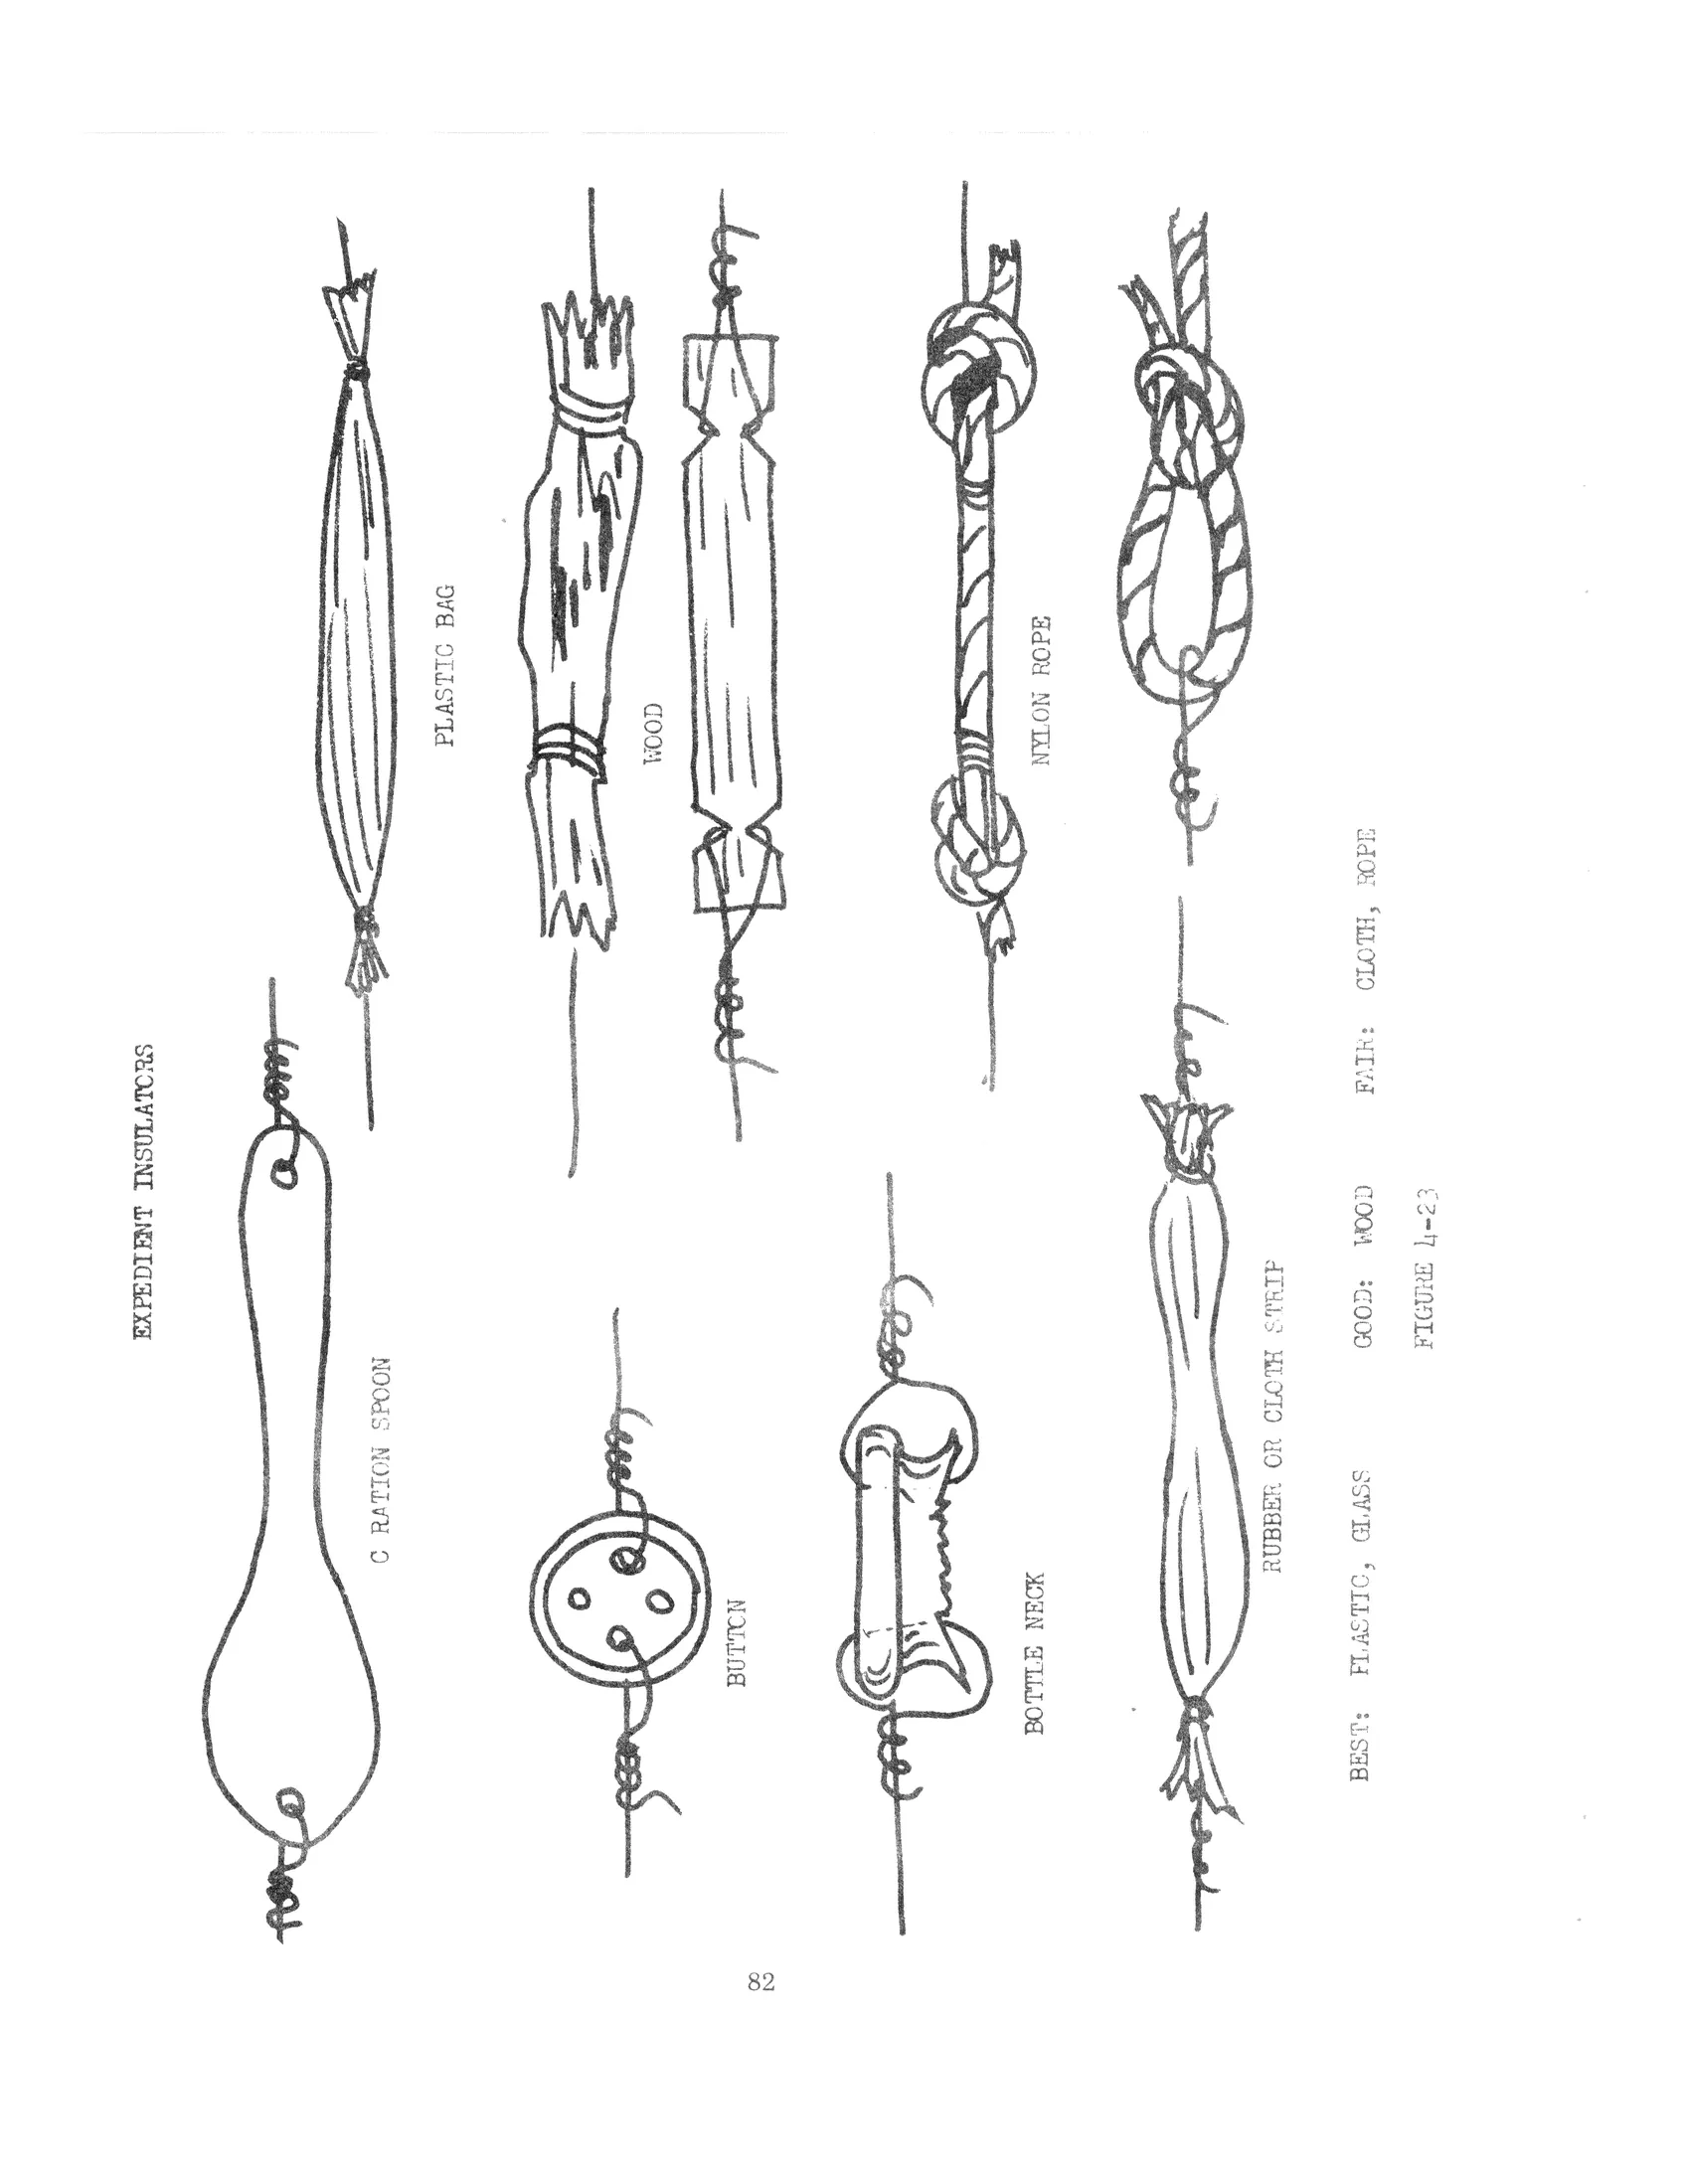 EXPEDIENT INSULATORS
C RATION SPOON
PLASTIC BAG
BUTTON
WOOD
BOTTLE NECK
NYLON ROPE
RUBBER OR CLOTH STRIP
BEST: PLASTIC, GLASS GOOD: WOOD FAIR: CLOTH, ROPE
FIGURE 4-23
82